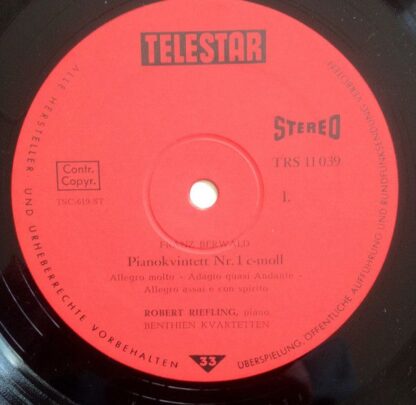 TELESTAR
STEREO
TRS 11 039
Contr.
Copyr.
TSC-619-ST
1.
FRANZ BERWALD
Pianokvintett Nr. 1 c-moll
Allegro molto - Adagio quasi Andante -
Allegro assai e con spirito
ROBERT RIEFLING, piano
BENTHIEN KVARTETTEN
33
ALLE HERSTELLER- UND URHEBERRECHTE VORBEHALTEN
ÜBERSPIELUNG, ÖFFENTLICHE AUFFÜHRUNG UND RUNDFUNKSENDUNG VERBOTEN